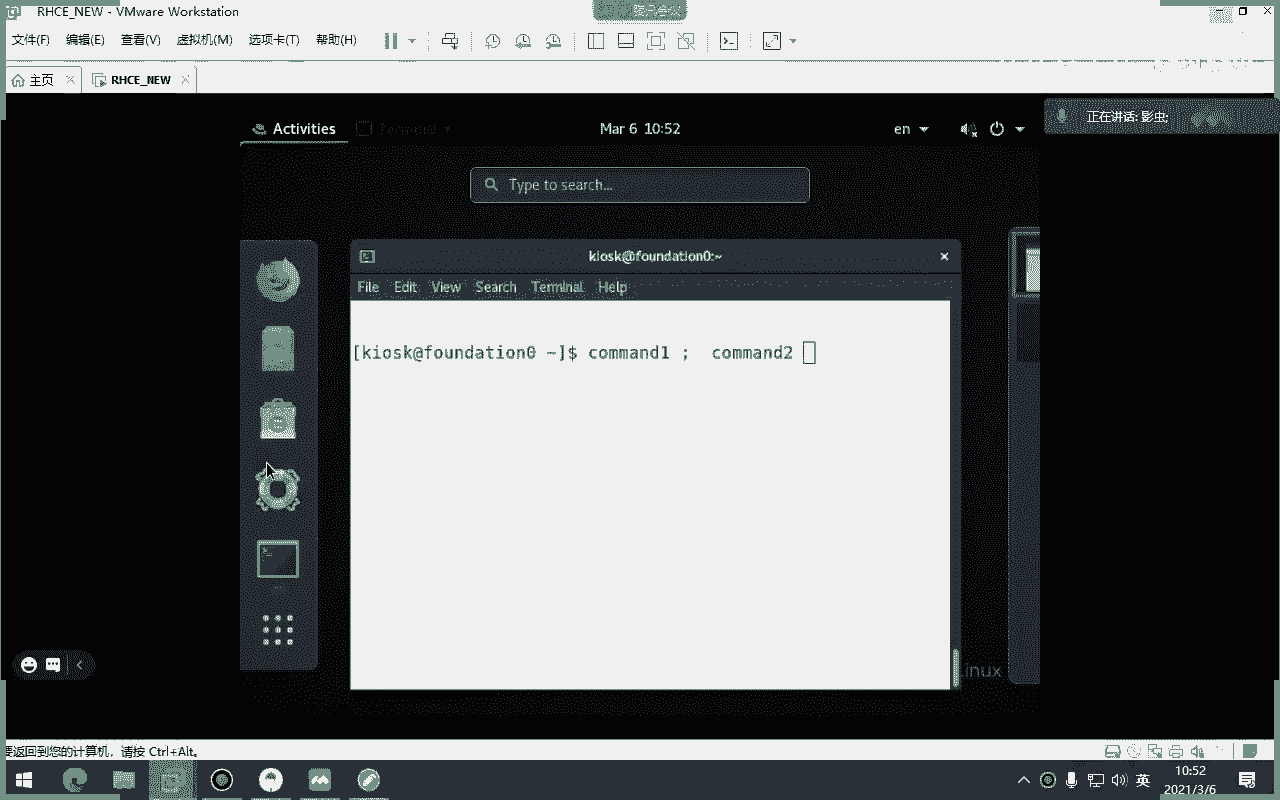 RHCE_NEW - VMware Workstation
文件(F) 编辑(E) 查看(V) 虚拟机(M) 选项卡(T) 帮助(H)
主页 RHCE_NEW
正在讲话: 影虫;
Activities Terminal Mar 6 10:52 en
Type to search...
kiosk@foundation0:~
File Edit View Search Terminal Help
[kiosk@foundation0 ~]$ command1 ; command2
inux
要返回到您的计算机，请按 Ctrl+Alt。
英
10:52
2021/3/6